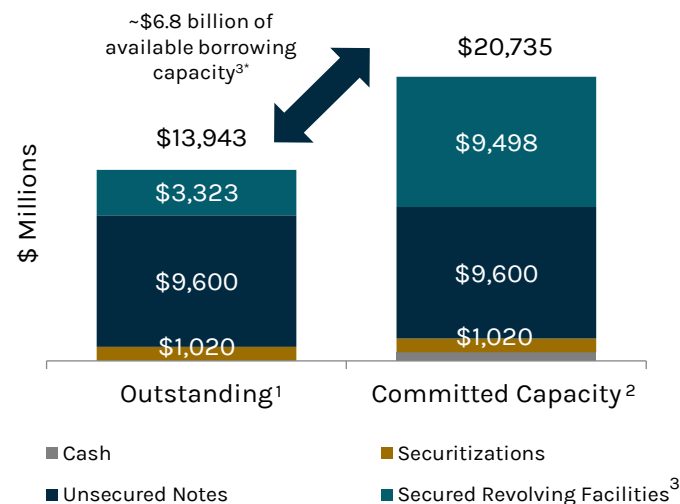 ~$6.8 billion of
available borrowing
capacity³*
$20,735
$13,943
$ Millions
$3,323
$9,600
$1,020
$9,498
$9,600
$1,020
Outstanding¹
Committed Capacity²
Cash
Securitizations
Unsecured Notes
Secured Revolving Facilities³